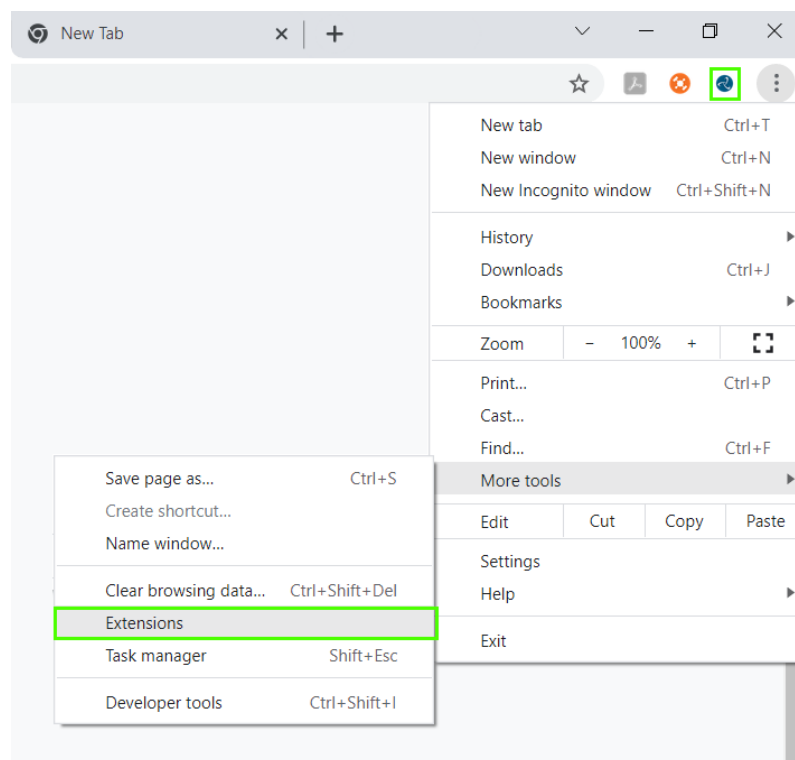 New Tab
New tab Ctrl+T
New window Ctrl+N
New Incognito window Ctrl+Shift+N
History
Downloads Ctrl+J
Bookmarks
Zoom - 100% +
Print... Ctrl+P
Cast...
Find... Ctrl+F
More tools
Edit Cut Copy Paste
Settings
Help
Exit
Save page as... Ctrl+S
Create shortcut...
Name window...
Clear browsing data... Ctrl+Shift+Del
Extensions
Task manager Shift+Esc
Developer tools Ctrl+Shift+I